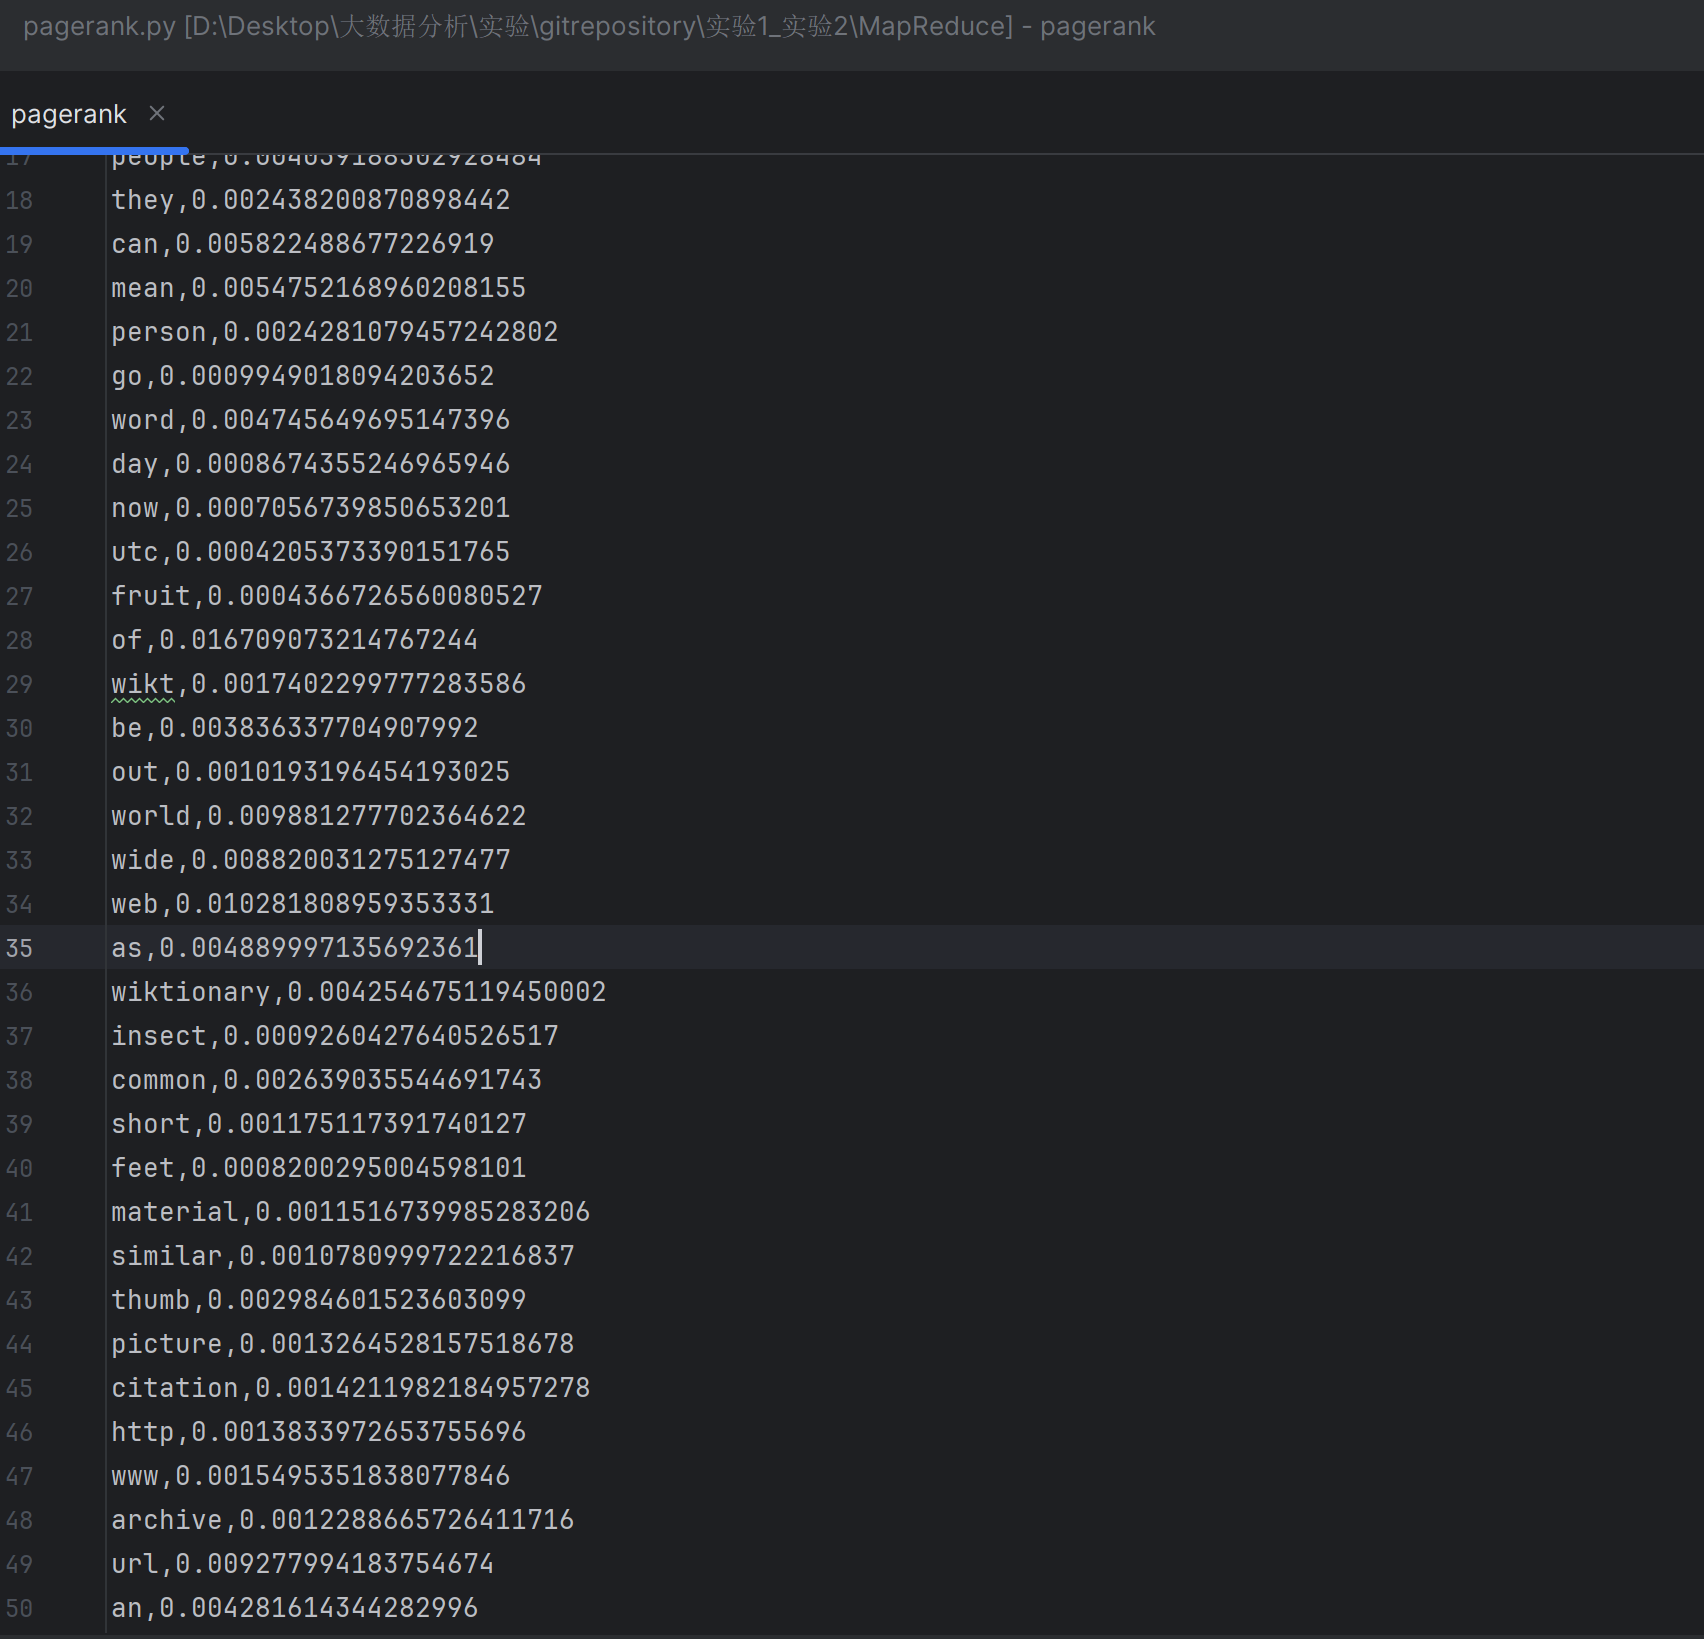 pagerank.py [D:\Desktop\大数据分析\实验\gitrepository\实验1_实验2\MapReduce] - pagerank
pagerank ×
17 people,0.004059188502928484
18 they,0.002438200870898442
19 can,0.005822488677226919
20 mean,0.0054752168960208155
21 person,0.0024281079457242802
22 go,0.0009949018094203652
23 word,0.004745649695147396
24 day,0.0008674355246965946
25 now,0.0007056739850653201
26 utc,0.0004205373390151765
27 fruit,0.0004366726560080527
28 of,0.016709073214767244
29 wikt,0.0017402299777283586
30 be,0.003836337704907992
31 out,0.0010193196454193025
32 world,0.009881277702364622
33 wide,0.008820031275127477
34 web,0.010281808959353331
35 as,0.004889997135692361
36 wiktionary,0.004254675119450002
37 insect,0.0009260427640526517
38 common,0.002639035544691743
39 short,0.001175117391740127
40 feet,0.0008200295004598101
41 material,0.0011516739985283206
42 similar,0.0010780999722216837
43 thumb,0.002984601523603099
44 picture,0.0013264528157518678
45 citation,0.0014211982184957278
46 http,0.0013833972653755696
47 www,0.0015495351838077846
48 archive,0.0012288665726411716
49 url,0.009277994183754674
50 an,0.004281614344282996